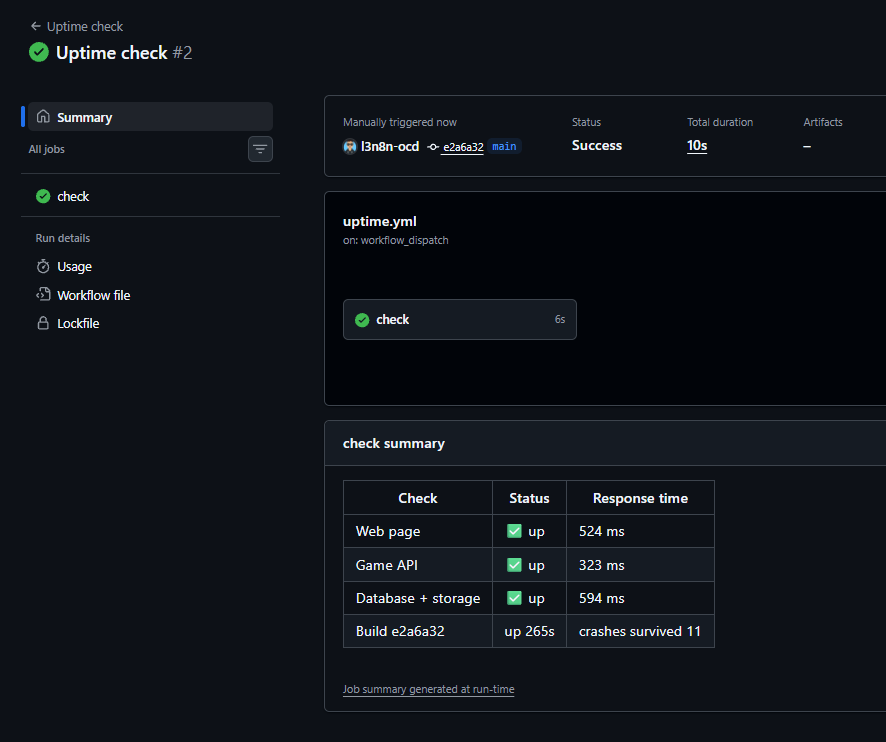 Uptime check
Uptime check #2
Summary
All jobs
check
Run details
Usage
Workflow file
Lockfile
Manually triggered now
l3n8n-ocd e2a6a32 main
Status
Success
Total duration
10s
Artifacts
–
uptime.yml
on: workflow_dispatch
check 6s
check summary
Check Status Response time
Web page ✅ up 524 ms
Game API ✅ up 323 ms
Database + storage ✅ up 594 ms
Build e2a6a32 up 265s crashes survived 11
Job summary generated at run-time